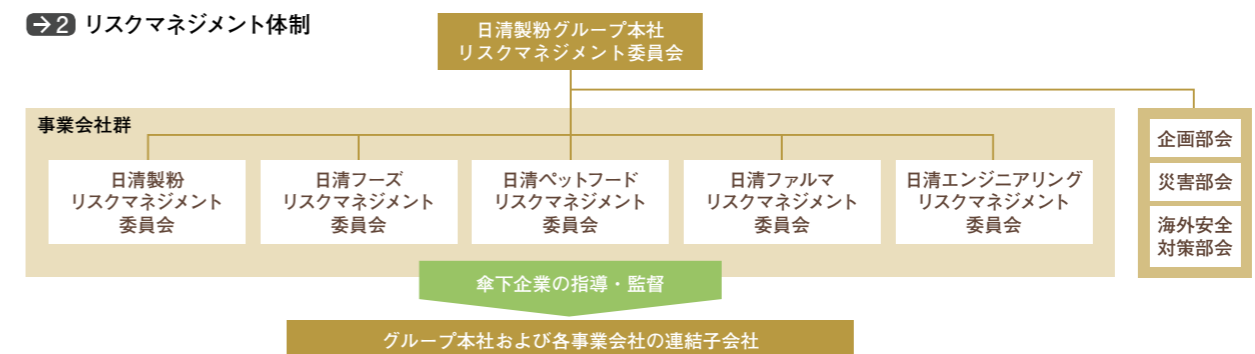 →2 リスクマネジメント体制
日清製粉グループ本社
リスクマネジメント委員会
事業会社群
日清製粉
リスクマネジメント
委員会
日清フーズ
リスクマネジメント
委員会
日清ペットフード
リスクマネジメント
委員会
日清ファルマ
リスクマネジメント
委員会
日清エンジニアリング
リスクマネジメント
委員会
企画部会
災害部会
海外安全
対策部会
傘下企業の指導・監督
グループ本社および各事業会社の連結子会社